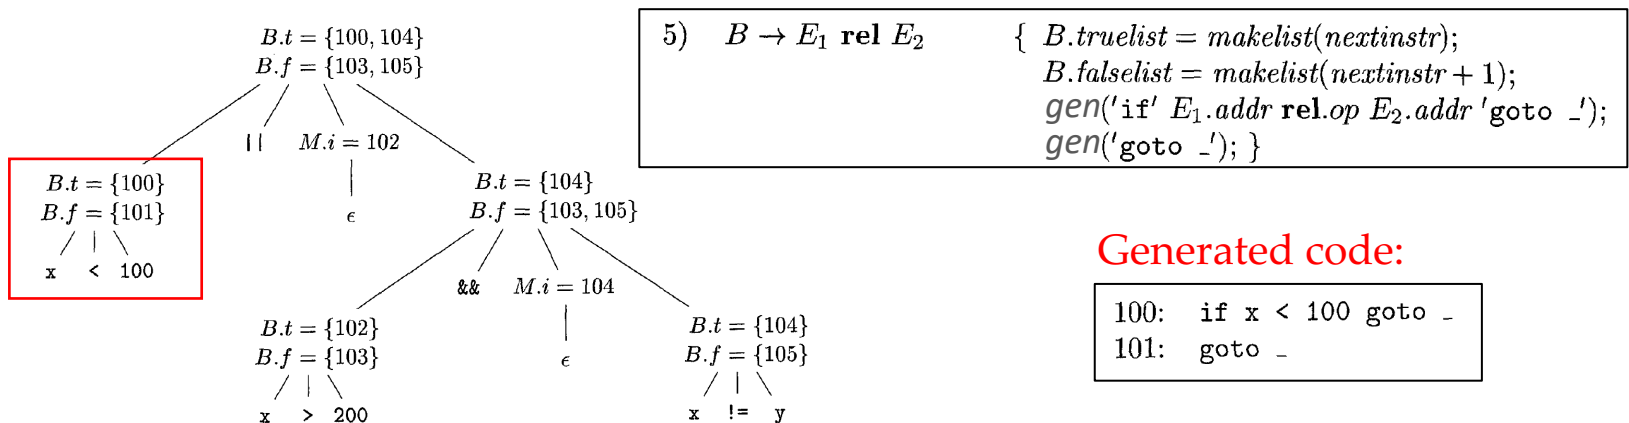 B.t = {100, 104}
B.f = {103, 105}
|| M.i = 102
ϵ
B.t = {100}
B.f = {101}
x < 100
B.t = {104}
B.f = {103, 105}
&& M.i = 104
ϵ
B.t = {102}
B.f = {103}
x > 200
B.t = {104}
B.f = {105}
x != y
5) B → E₁ rel E₂ { B.truelist = makelist(nextinstr);
B.falselist = makelist(nextinstr + 1);
gen('if' E₁.addr rel.op E₂.addr 'goto _');
gen('goto _'); }
Generated code:
100: if x < 100 goto _
101: goto _